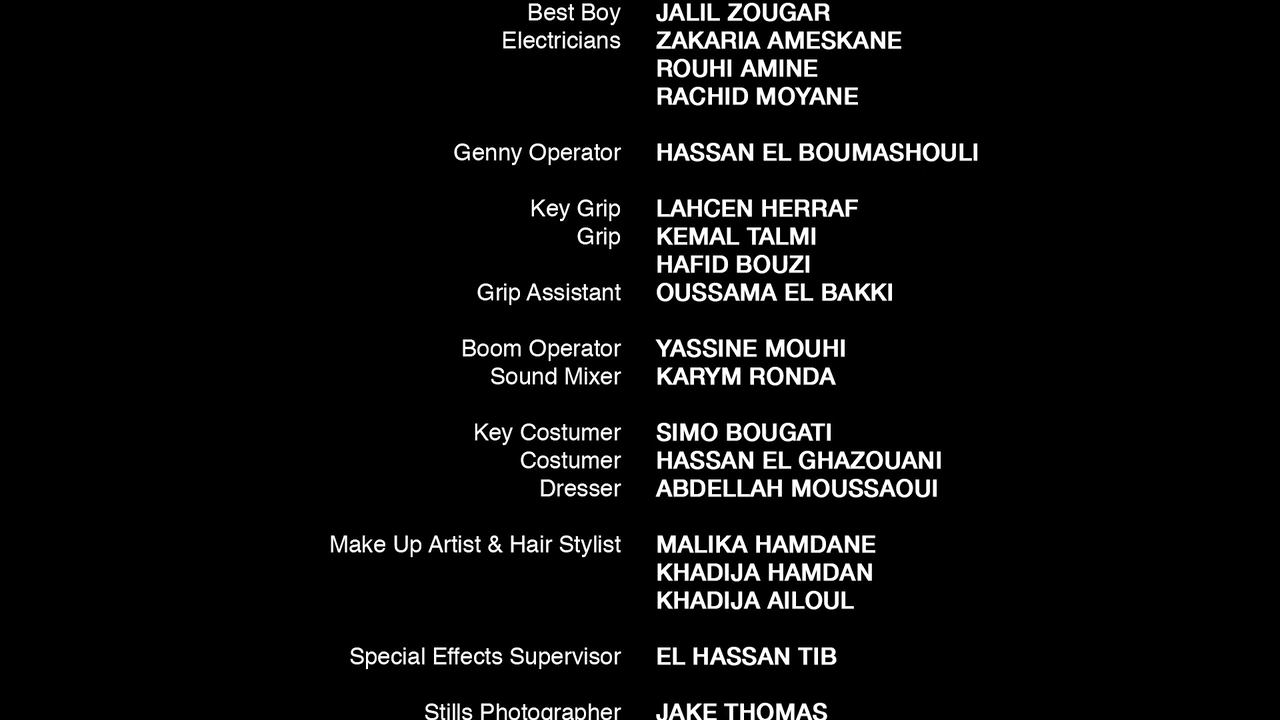 Best Boy JALIL ZOUGAR
Electricians ZAKARIA AMESKANE
ROUHI AMINE
RACHID MOYANE
Genny Operator HASSAN EL BOUMASHOULI
Key Grip LAHCEN HERRAF
Grip KEMAL TALMI
HAFID BOUZI
Grip Assistant OUSSAMA EL BAKKI
Boom Operator YASSINE MOUHI
Sound Mixer KARYM RONDA
Key Costumer SIMO BOUGATI
Costumer HASSAN EL GHAZOUANI
Dresser ABDELLAH MOUSSAOUI
Make Up Artist & Hair Stylist MALIKA HAMDANE
KHADIJA HAMDAN
KHADIJA AILOUL
Special Effects Supervisor EL HASSAN TIB
Stills Photographer JAKE THOMAS